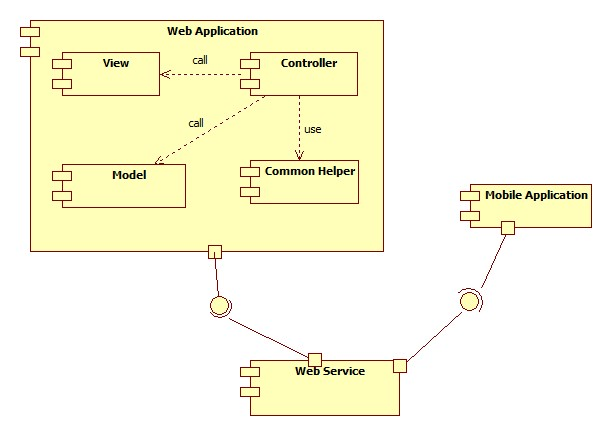 Web Application
View
call
Controller
call
use
Model
Common Helper
Mobile Application
Web Service